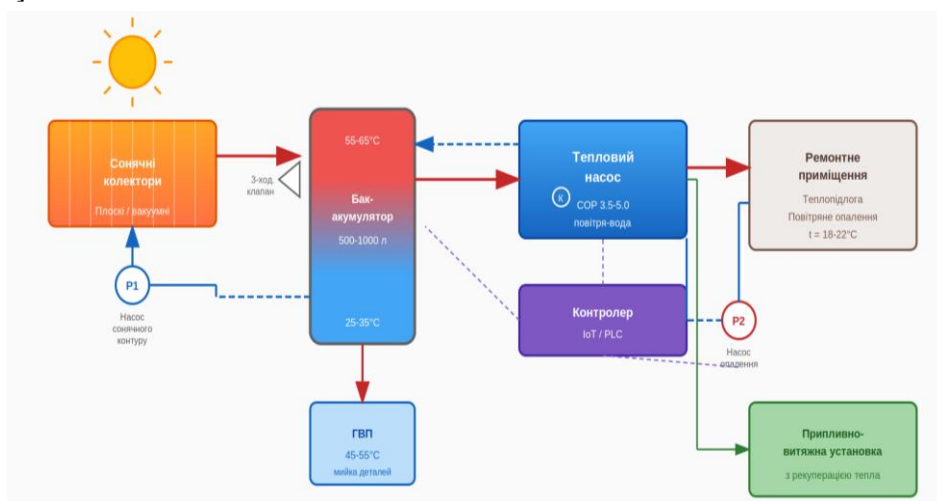 Сонячні
колектори
Плоскі / вакуумні
3-ход.
клапан
55-65°C
Бак-
акумулятор
500-1000 л
25-35°C
Тепловий
насос
К
COP 3.5-5.0
повітря-вода
Ремонтне
приміщення
Теплопідлога
Повітряне опалення
t = 18-22°C
P1
Насос
сонячного
контуру
Контролер
IoT / PLC
P2
Насос
опалення
ГВП
45-55°C
мийка деталей
Припливно-
витяжна установка
з рекуперацією тепла